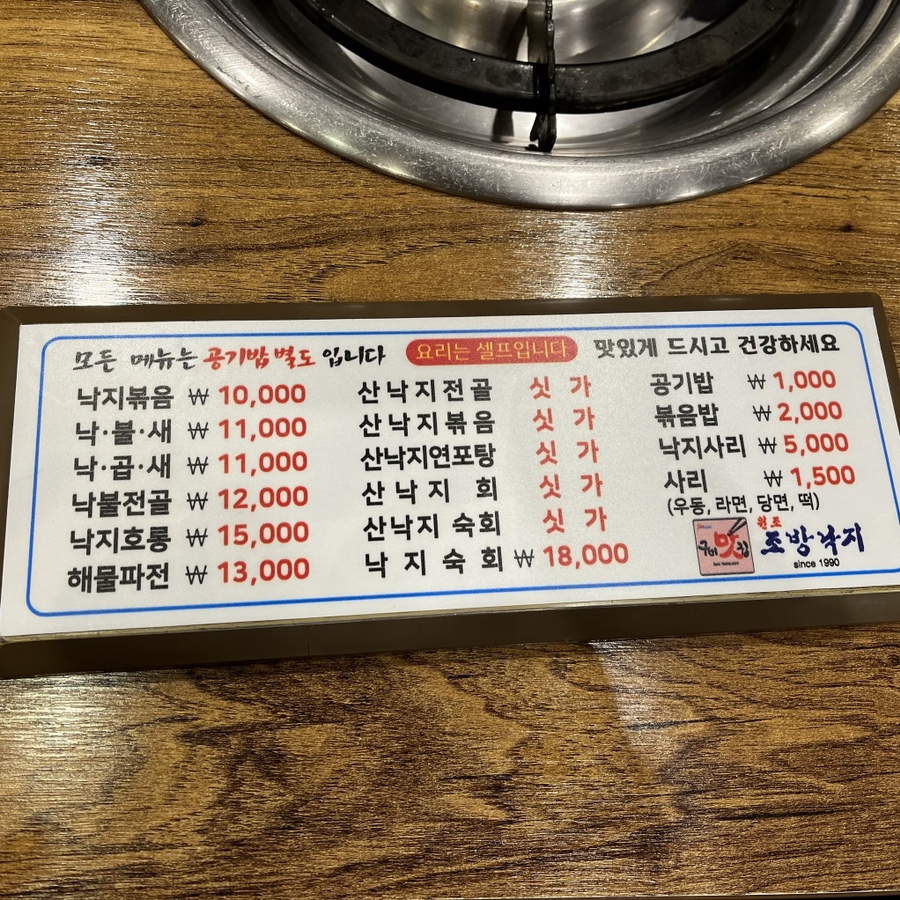 모든 메뉴는 공기밥 별도 입니다
요리는 셀프입니다
맛있게 드시고 건강하세요
낙지볶음 ₩ 10,000
낙·불·새 ₩ 11,000
낙·곱·새 ₩ 11,000
낙불전골 ₩ 12,000
낙지호롱 ₩ 15,000
해물파전 ₩ 13,000
산낙지전골 싯가
산낙지볶음 싯가
산낙지연포탕 싯가
산낙지 회 싯가
산낙지 숙회 싯가
낙지숙회 ₩ 18,000
공기밥 ₩ 1,000
볶음밥 ₩ 2,000
낙지사리 ₩ 5,000
사리 ₩ 1,500
(우동, 라면, 당면, 떡)
맛
원조
조방낙지
since 1990